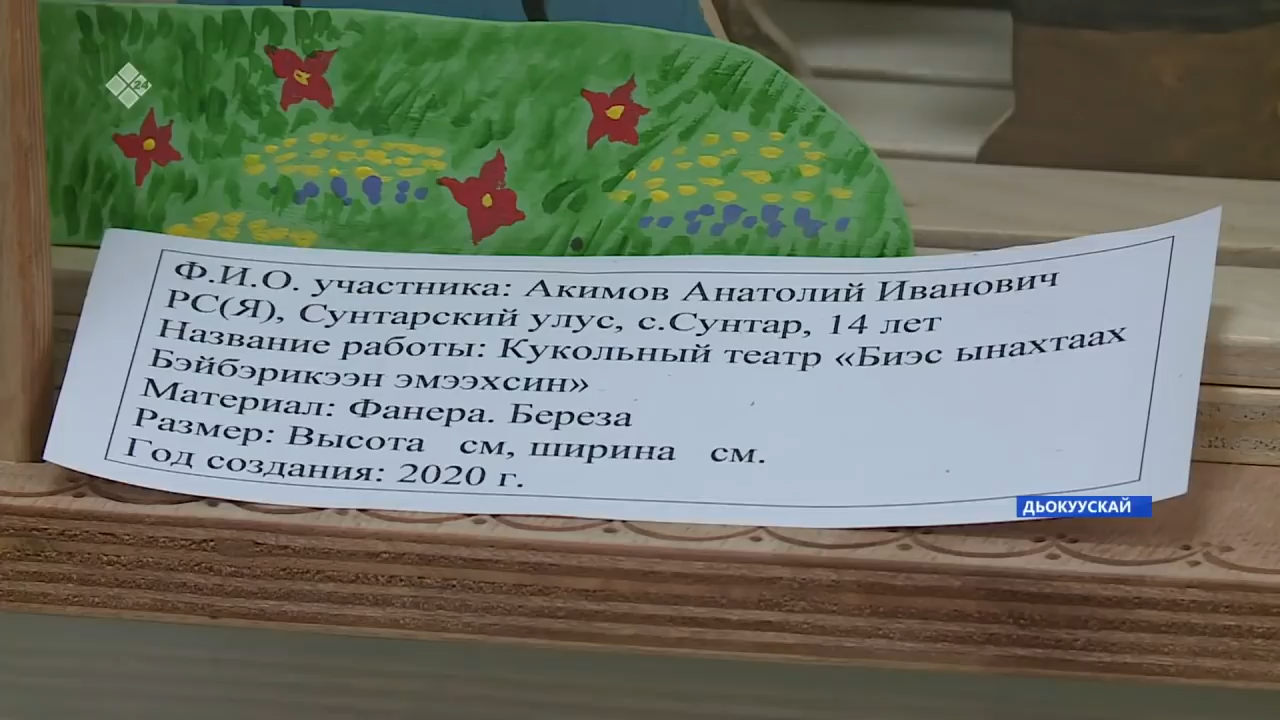 Х24
Ф.И.О. участника: Акимов Анатолий Иванович
РС(Я), Сунтарский улус, с.Сунтар, 14 лет
Название работы: Кукольный театр «Биэс ынахтаах
Бэйбэрикээн эмээхсин»
Материал: Фанера. Береза
Размер: Высота см, ширина см.
Год создания: 2020 г.
ДЬОКУУСКАЙ